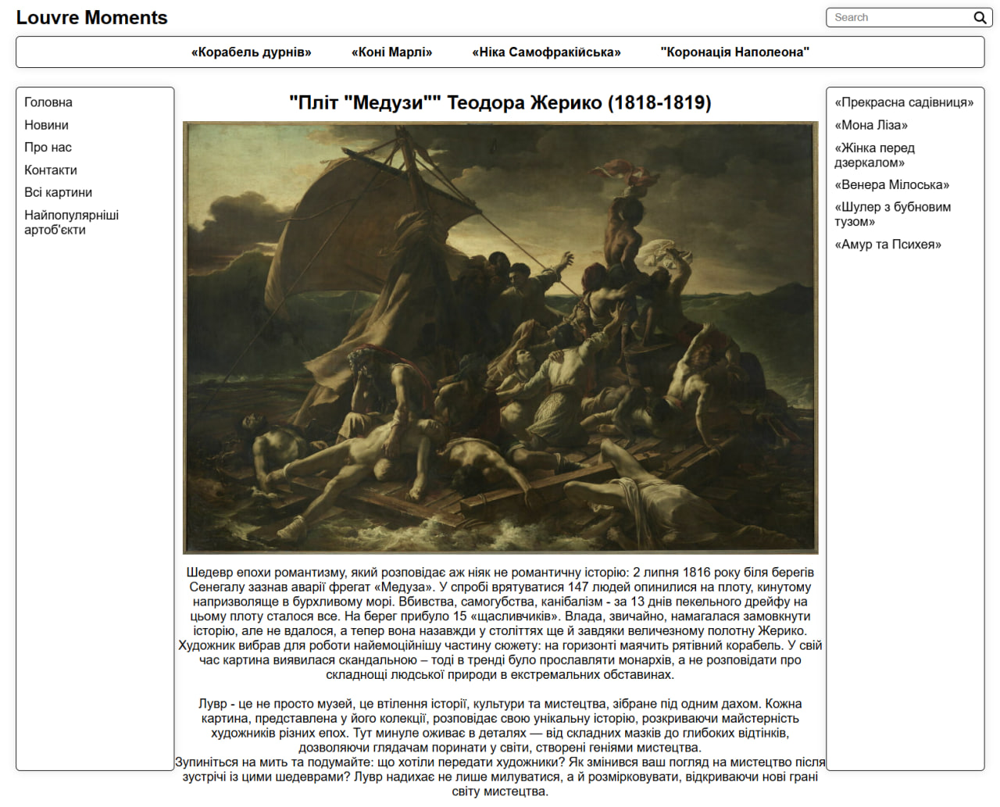 Louvre Moments
Search
«Корабель дурнів»
«Коні Марлі»
«Ніка Самофракійська»
"Коронація Наполеона"
Головна
Новини
Про нас
Контакти
Всі картини
Найпопулярніші
артоб'єкти
"Пліт "Медузи"" Теодора Жерико (1818-1819)
Шедевр епохи романтизму, який розповідає аж ніяк не романтичну історію: 2 липня 1816 року біля берегів
Сенегалу зазнав аварії фрегат «Медуза». У спробі врятуватися 147 людей опинилися на плоту, кинутому
напризволяще в бурхливому морі. Вбивства, самогубства, канібалізм - за 13 днів пекельного дрейфу на
цьому плоту сталося все. На берег прибуло 15 «щасливчиків». Влада, звичайно, намагалася замовкнути
історію, але не вдалося, а тепер вона назавжди у століттях ще й завдяки величезному полотну Жерико.
Художник вибрав для роботи найемоційнішу частину сюжету: на горизонті маячить рятівний корабель. У свій
час картина виявилася скандальною – тоді в тренді було прославляти монархів, а не розповідати про
складнощі людської природи в екстремальних обставинах.
Лувр - це не просто музей, це втілення історії, культури та мистецтва, зібране під одним дахом. Кожна
картина, представлена у його колекції, розповідає свою унікальну історію, розкриваючи майстерність
художників різних епох. Тут минуле оживає в деталях — від складних мазків до глибоких відтінків,
дозволяючи глядачам поринати у світи, створені геніями мистецтва.
Зупиніться на мить та подумайте: що хотіли передати художники? Як змінився ваш погляд на мистецтво після
зустрічі із цими шедеврами? Лувр надихає не лише милуватися, а й розмірковувати, відкриваючи нові грані
світу мистецтва.
«Прекрасна садівниця»
«Мона Ліза»
«Жінка перед
дзеркалом»
«Венера Мілоська»
«Шулер з бубновим
тузом»
«Амур та Психея»